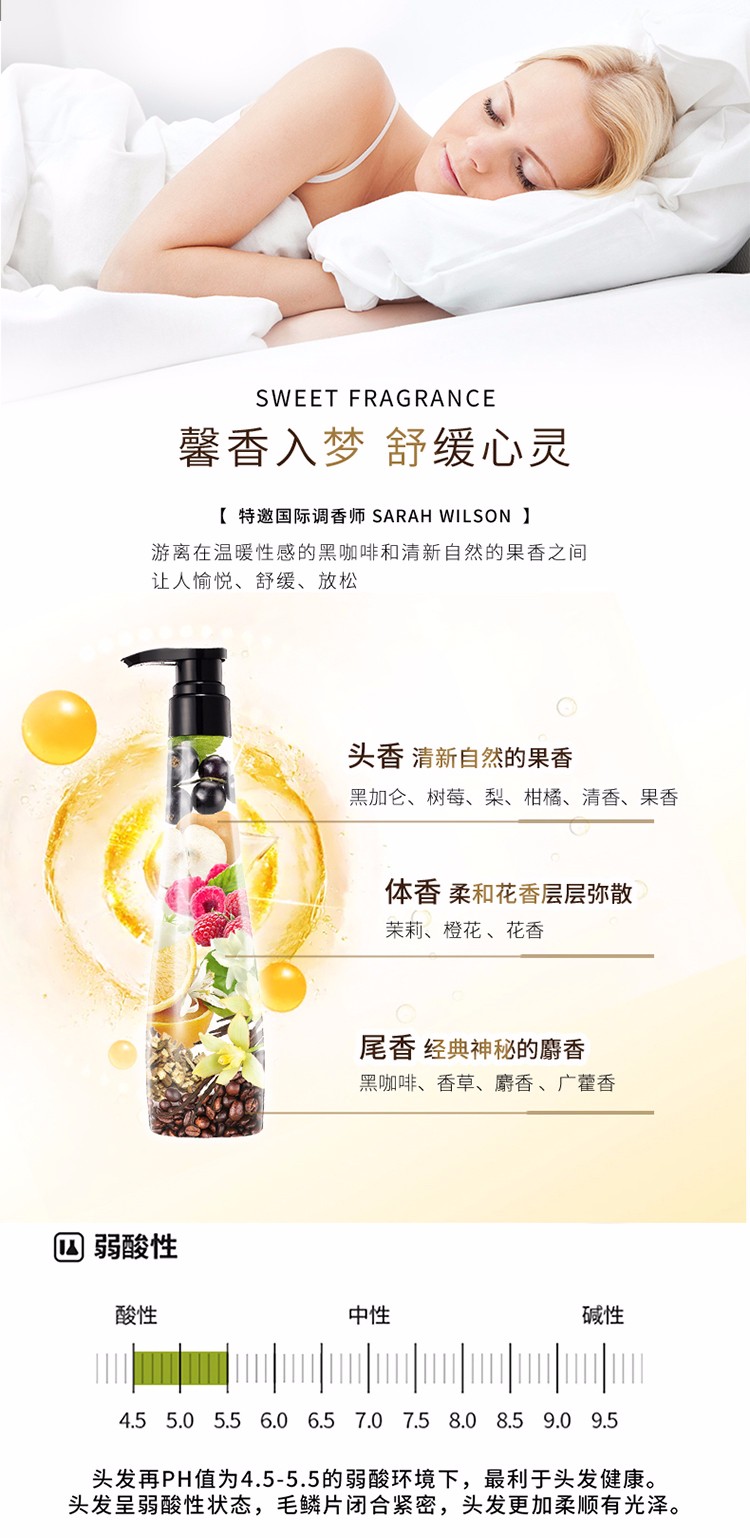 SWEET FRAGRANCE
馨香入梦 舒缓心灵
【 特邀国际调香师 SARAH WILSON 】
游离在温暖性感的黑咖啡和清新自然的果香之间
让人愉悦、舒缓、放松
头香 清新自然的果香
黑加仑、树莓、梨、柑橘、清香、果香
体香 柔和花香层层弥散
茉莉、橙花 、花香
尾香 经典神秘的麝香
黑咖啡、香草、麝香 、广藿香
弱酸性
酸性 中性 碱性
4.5 5.0 5.5 6.0 6.5 7.0 7.5 8.0 8.5 9.0 9.5
头发再PH值为4.5-5.5的弱酸环境下，最利于头发健康。
头发呈弱酸性状态，毛鳞片闭合紧密，头发更加柔顺有光泽。